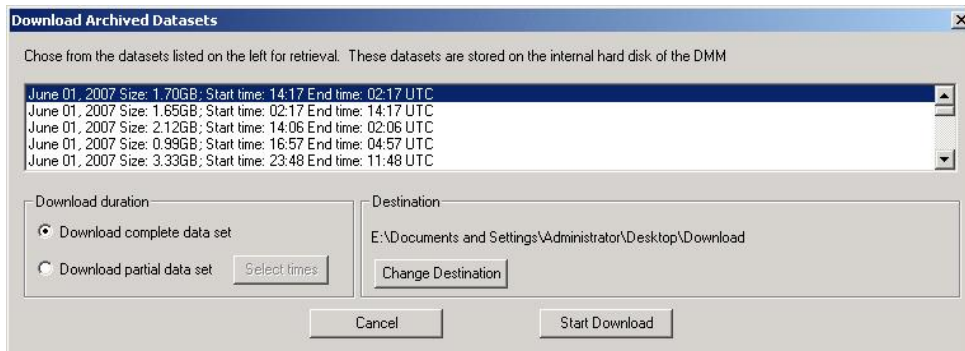 Download Archived Datasets
Chose from the datasets listed on the left for retrieval. These datasets are stored on the internal hard disk of the DMM
June 01, 2007 Size: 1.70GB; Start time: 14:17 End time: 02:17 UTC
June 01, 2007 Size: 1.65GB; Start time: 02:17 End time: 14:17 UTC
June 01, 2007 Size: 2.12GB; Start time: 14:06 End time: 02:06 UTC
June 01, 2007 Size: 0.99GB; Start time: 16:57 End time: 04:57 UTC
June 01, 2007 Size: 3.33GB; Start time: 23:48 End time: 11:48 UTC
Download duration
Download complete data set
Download partial data set
Select times
Destination
E:\Documents and Settings\Administrator\Desktop\Download
Change Destination
Cancel
Start Download